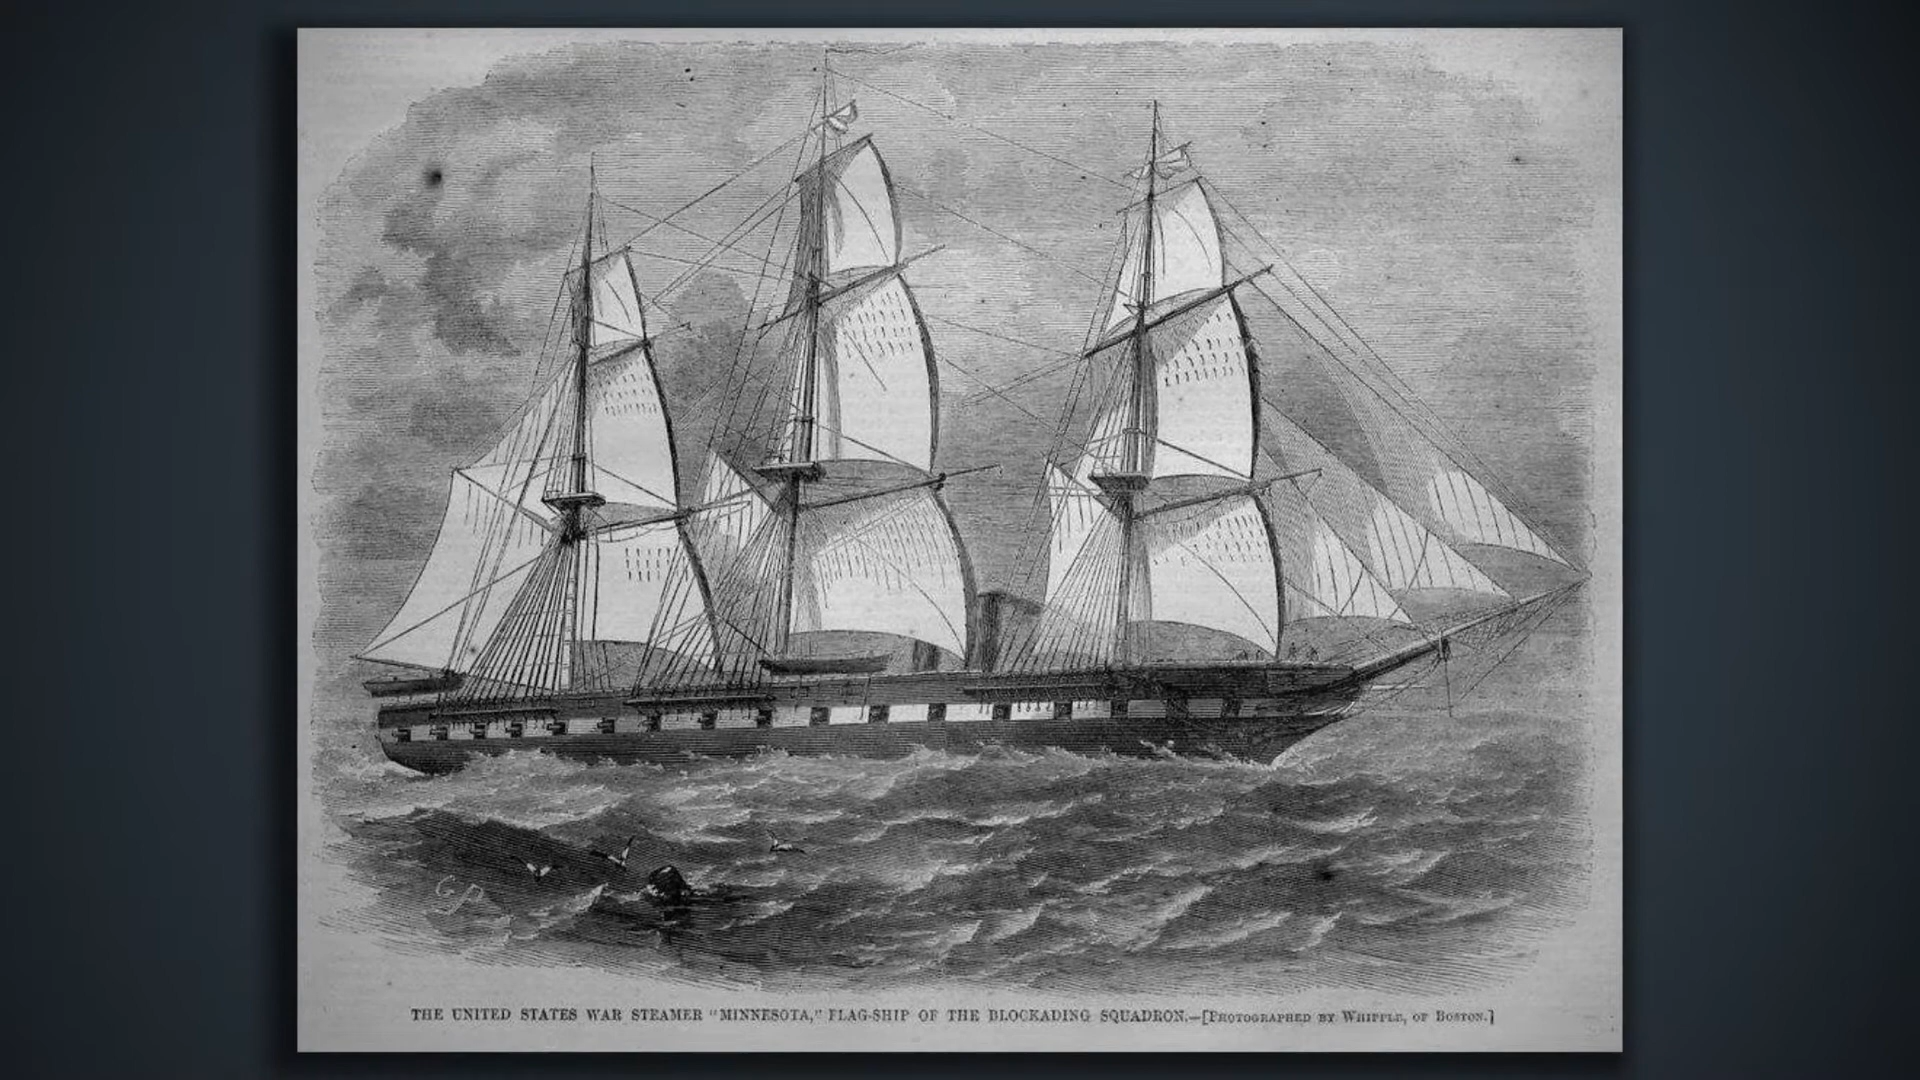 G.P.
THE UNITED STATES WAR STEAMER "MINNESOTA," FLAG-SHIP OF THE BLOCKADING SQUADRON.—[Photographed by Whipple, of Boston.]